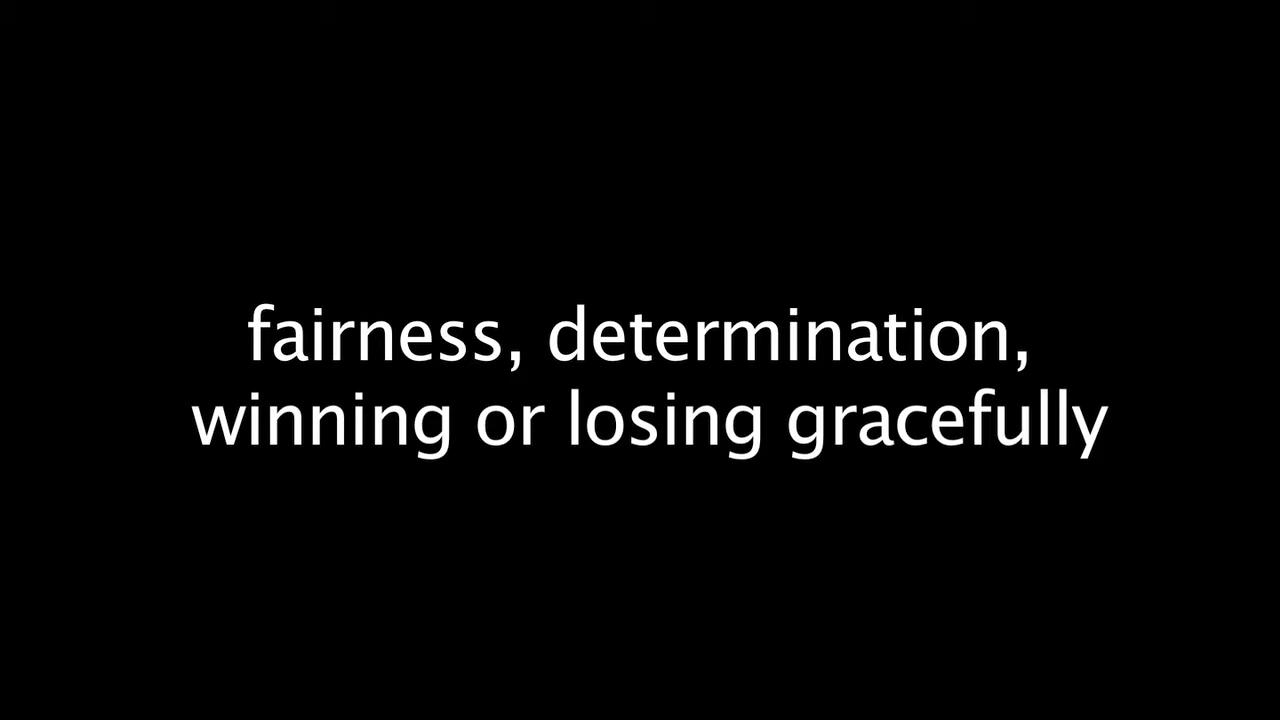 fairness, determination,
winning or losing gracefully